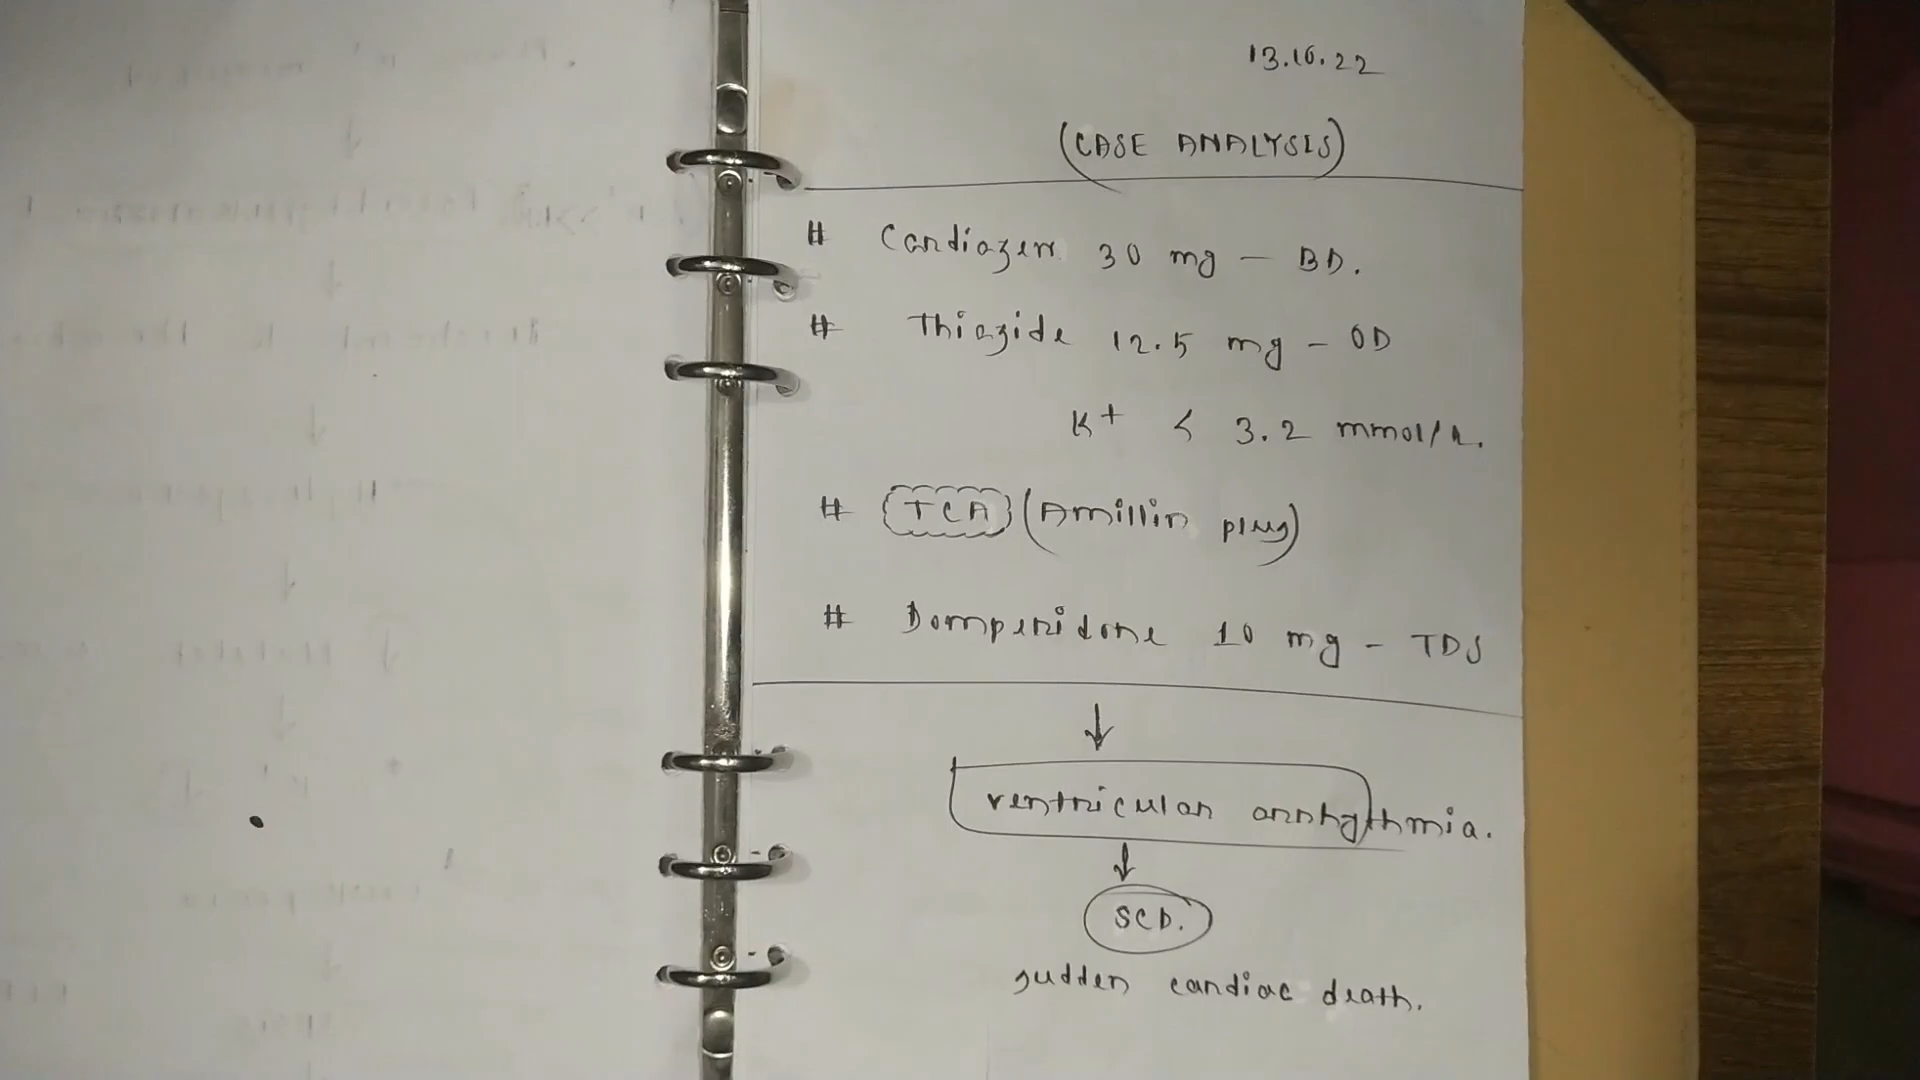 13.10.22
(CASE ANALYSIS)
# Cardiazem 30 mg - BD.
# Thiazide 12.5 mg - OD
K+ < 3.2 mmol/L.
# TCA (Amillin plus)
# Domperidone 10 mg - TDS
↓
ventricular arrhythmia.
↓
SCD.
sudden cardiac death.